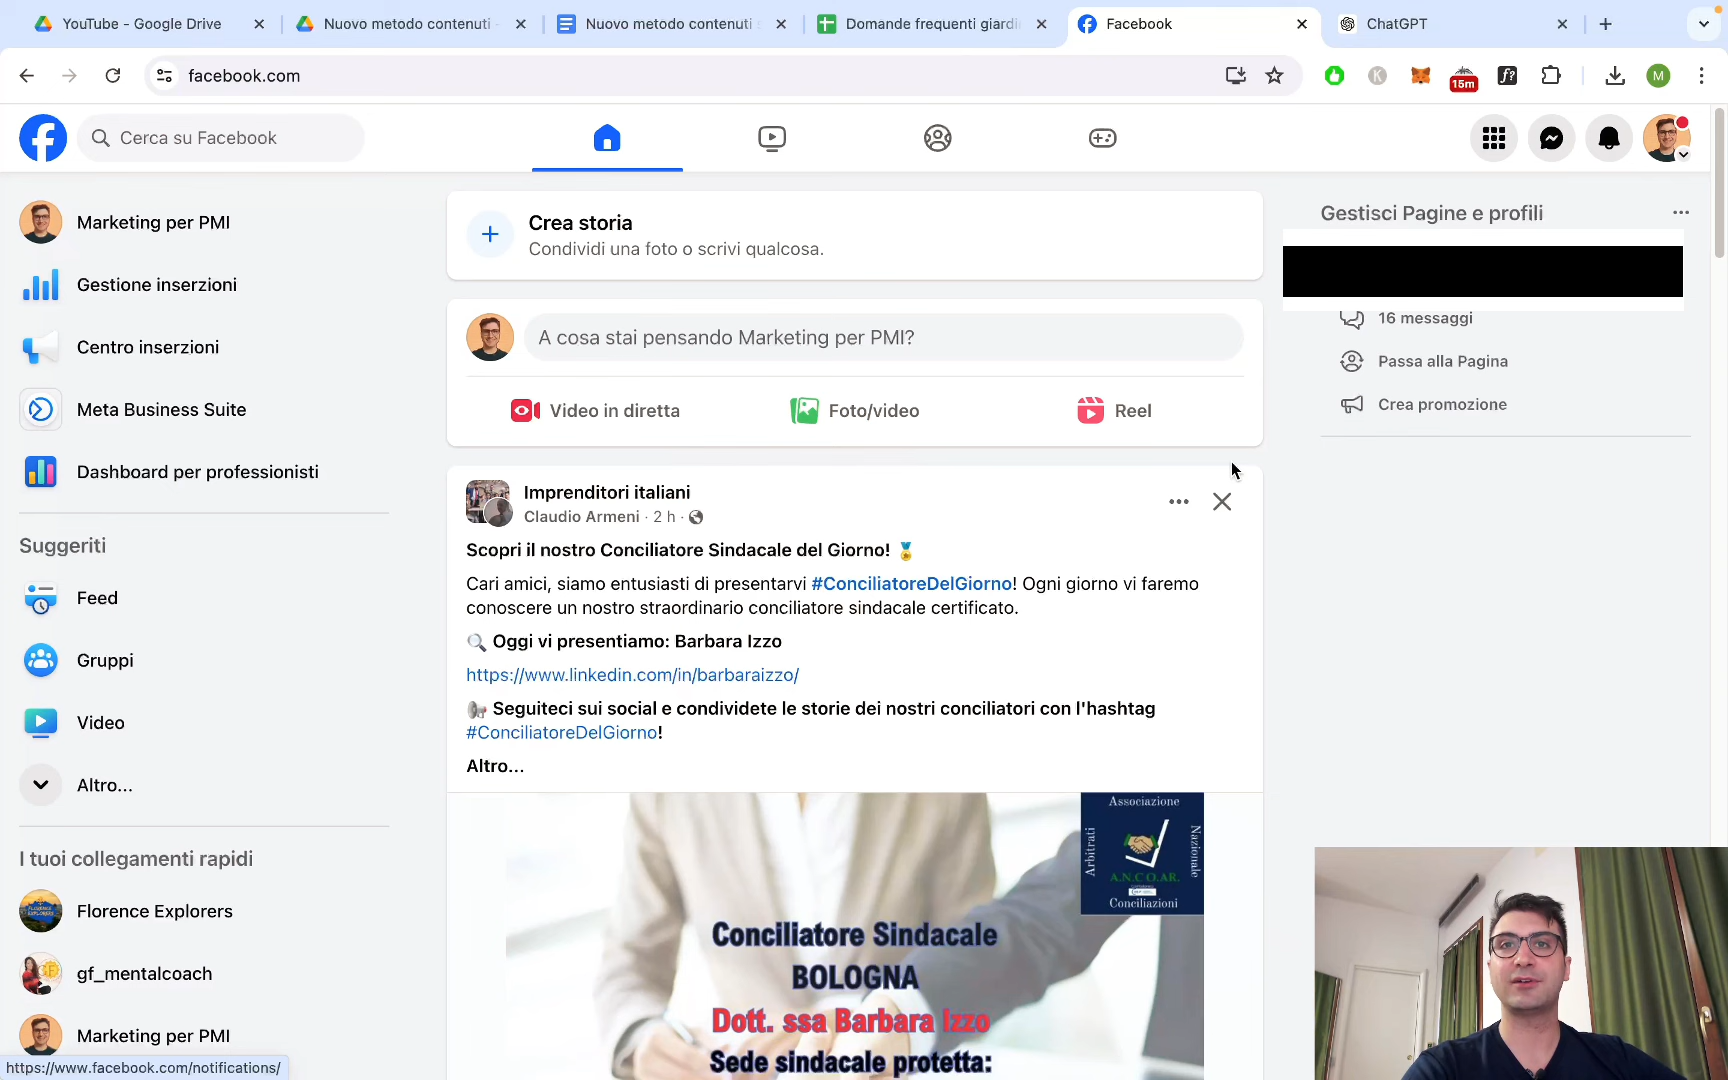 YouTube - Google Drive
Nuovo metodo contenuti -
Nuovo metodo contenuti s
Domande frequenti giardi
Facebook
ChatGPT
facebook.com
K
15m
f?
M
Cerca su Facebook
Marketing per PMI
Gestione inserzioni
Centro inserzioni
Meta Business Suite
Dashboard per professionisti
Suggeriti
Feed
Gruppi
Video
Altro...
I tuoi collegamenti rapidi
Florence Explorers
gf_mentalcoach
Marketing per PMI
https://www.facebook.com/notifications/
Crea storia
Condividi una foto o scrivi qualcosa.
A cosa stai pensando Marketing per PMI?
Video in diretta
Foto/video
Reel
Imprenditori italiani
Claudio Armeni · 2 h ·
Scopri il nostro Conciliatore Sindacale del Giorno! 🏅
Cari amici, siamo entusiasti di presentarvi #ConciliatoreDelGiorno! Ogni giorno vi faremo
conoscere un nostro straordinario conciliatore sindacale certificato.
🔍 Oggi vi presentiamo: Barbara Izzo
https://www.linkedin.com/in/barbaraizzo/
📢 Seguiteci sui social e condividete le storie dei nostri conciliatori con l'hashtag
#ConciliatoreDelGiorno!
Altro...
Associazione
Arbitrati
Nazionale
A.N.C.O.AR.
Conciliazioni
Conciliatore Sindacale
BOLOGNA
Dott. ssa Barbara Izzo
Sede sindacale protetta:
Gestisci Pagine e profili
16 messaggi
Passa alla Pagina
Crea promozione